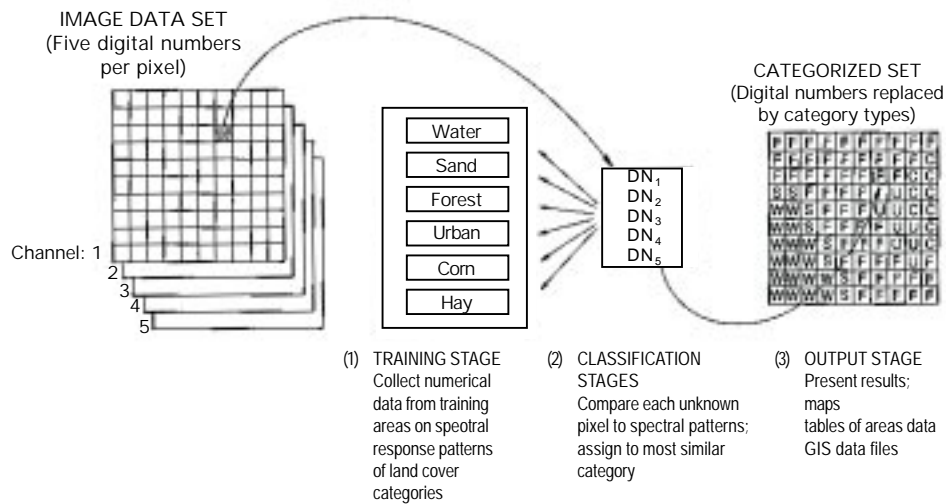 IMAGE DATA SET
(Five digital numbers
per pixel)
Channel: 1
2
3
4
5
Water
Sand
Forest
Urban
Corn
Hay
DN1
DN2
DN3
DN4
DN5
CATEGORIZED SET
(Digital numbers replaced
by category types)
(1) TRAINING STAGE
Collect numerical
data from training
areas on speotral
response patterns
of land cover
categories
(2) CLASSIFICATION
STAGES
Compare each unknown
pixel to spectral patterns;
assign to most similar
category
(3) OUTPUT STAGE
Present results;
maps
tables of areas data
GIS data files